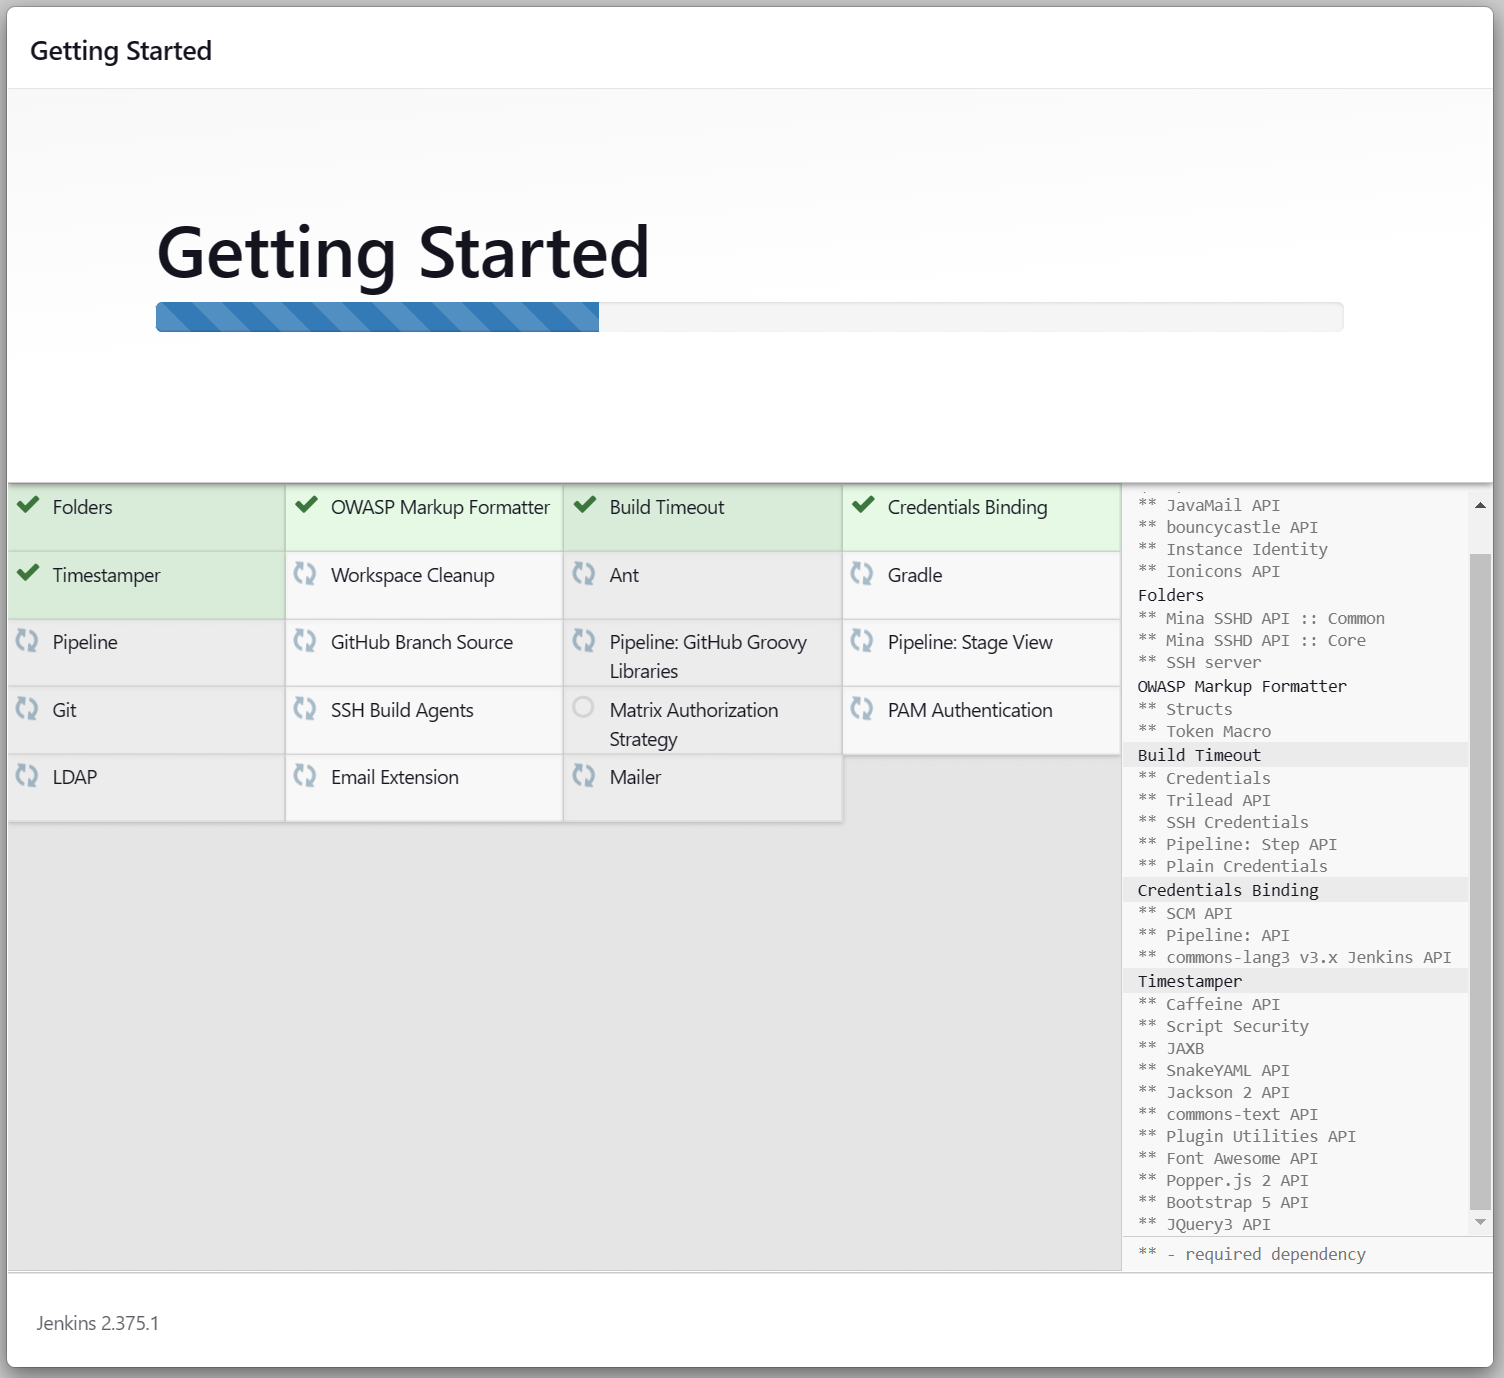 Getting Started
Getting Started
Folders
OWASP Markup Formatter
Build Timeout
Credentials Binding
Timestamper
Workspace Cleanup
Ant
Gradle
Pipeline
GitHub Branch Source
Pipeline: GitHub Groovy
Libraries
Pipeline: Stage View
Git
SSH Build Agents
Matrix Authorization
Strategy
PAM Authentication
LDAP
Email Extension
Mailer
** JavaMail API
** bouncycastle API
** Instance Identity
** Ionicons API
Folders
** Mina SSHD API :: Common
** Mina SSHD API :: Core
** SSH server
OWASP Markup Formatter
** Structs
** Token Macro
Build Timeout
** Credentials
** Trilead API
** SSH Credentials
** Pipeline: Step API
** Plain Credentials
Credentials Binding
** SCM API
** Pipeline: API
** commons-lang3 v3.x Jenkins API
Timestamper
** Caffeine API
** Script Security
** JAXB
** SnakeYAML API
** Jackson 2 API
** commons-text API
** Plugin Utilities API
** Font Awesome API
** Popper.js 2 API
** Bootstrap 5 API
** JQuery3 API
** - required dependency
Jenkins 2.375.1